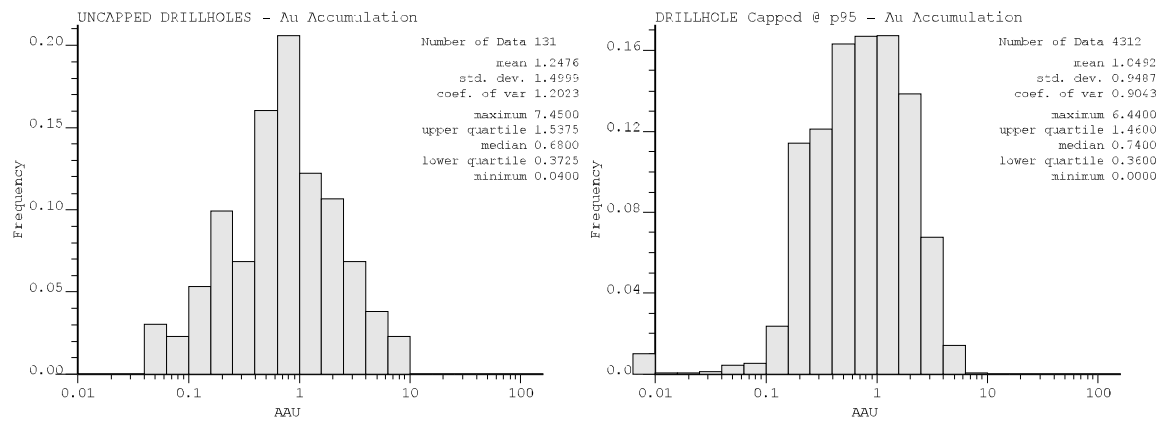 UNCAPPED DRILLHOLES - Au Accumulation
Number of Data 131
mean 1.2476
std. dev. 1.4999
coef. of var 1.2023
maximum 7.4500
upper quartile 1.5375
median 0.6800
lower quartile 0.3725
minimum 0.0400
Frequency
0.20
0.15
0.10
0.05
0.00
0.01 0.1 1 10 100
AAU
DRILLHOLE Capped @ p95 - Au Accumulation
Number of Data 4312
mean 1.0492
std. dev. 0.9487
coef. of var 0.9043
maximum 6.4400
upper quartile 1.4600
median 0.7400
lower quartile 0.3600
minimum 0.0000
Frequency
0.16
0.12
0.08
0.04
0.0
0.01 0.1 1 10 100
AAU